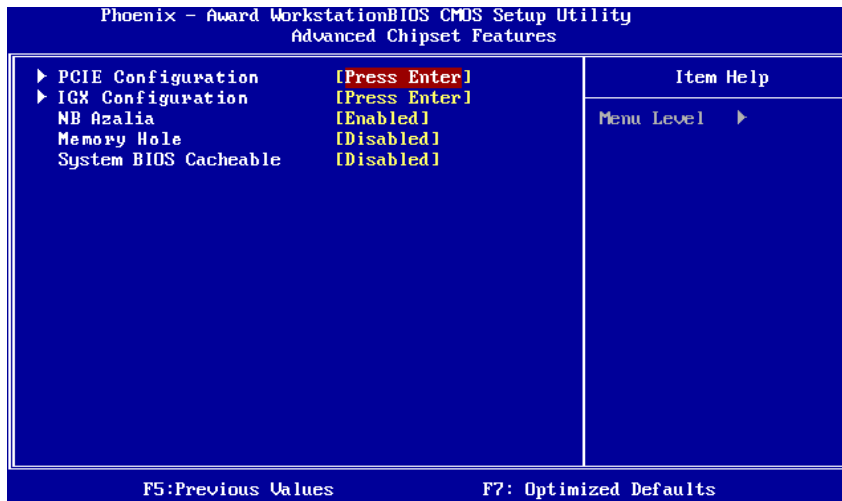 Phoenix - Award WorkstationBIOS CMOS Setup Utility
Advanced Chipset Features
PCIE Configuration [Press Enter]
IGX Configuration [Press Enter]
NB Azalia [Enabled]
Memory Hole [Disabled]
System BIOS Cacheable [Disabled]
Item Help
Menu Level
F5:Previous Values F7: Optimized Defaults